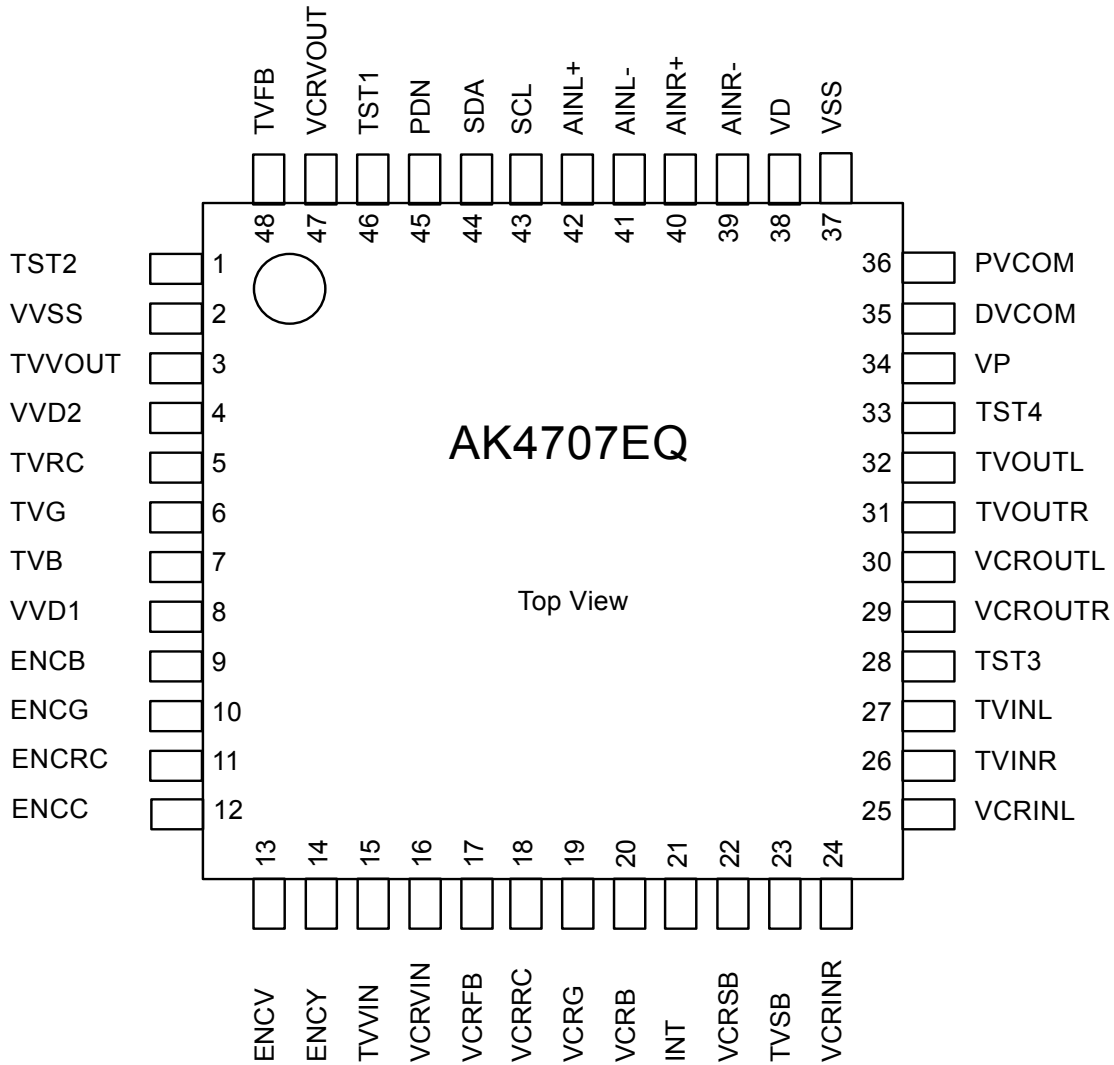 TVFB
VCRVOUT
TST1
PDN
SDA
SCL
AINL+
AINL-
AINR+
AINR-
VD
VSS
48
47
46
45
44
43
42
41
40
39
38
37
TST2 1
VVSS 2
TVVOUT 3
VVD2 4
TVRC 5
TVG 6
TVB 7
VVD1 8
ENCB 9
ENCG 10
ENCRC 11
ENCC 12
AK4707EQ
Top View
36 PVCOM
35 DVCOM
34 VP
33 TST4
32 TVOUTL
31 TVOUTR
30 VCROUTL
29 VCROUTR
28 TST3
27 TVINL
26 TVINR
25 VCRINL
13
14
15
16
17
18
19
20
21
22
23
24
ENCV
ENCY
TVVIN
VCRVIN
VCRFB
VCRRC
VCRG
VCRB
INT
VCRSB
TVSB
VCRINR